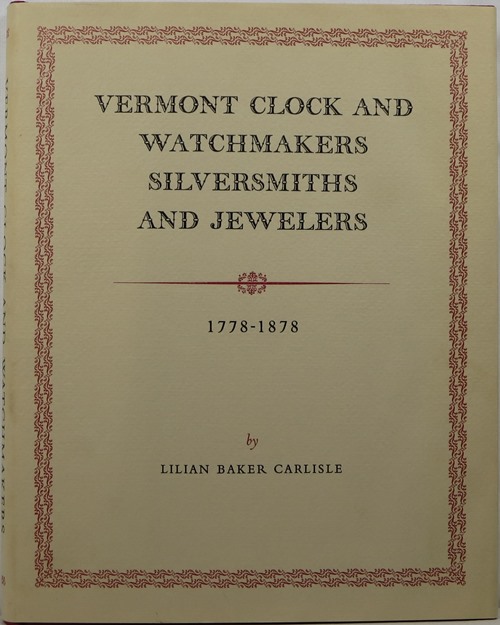 VERMONT CLOCK AND
WATCHMAKERS
SILVERSMITHS
AND JEWELERS
1778-1878
by
LILIAN BAKER CARLISLE